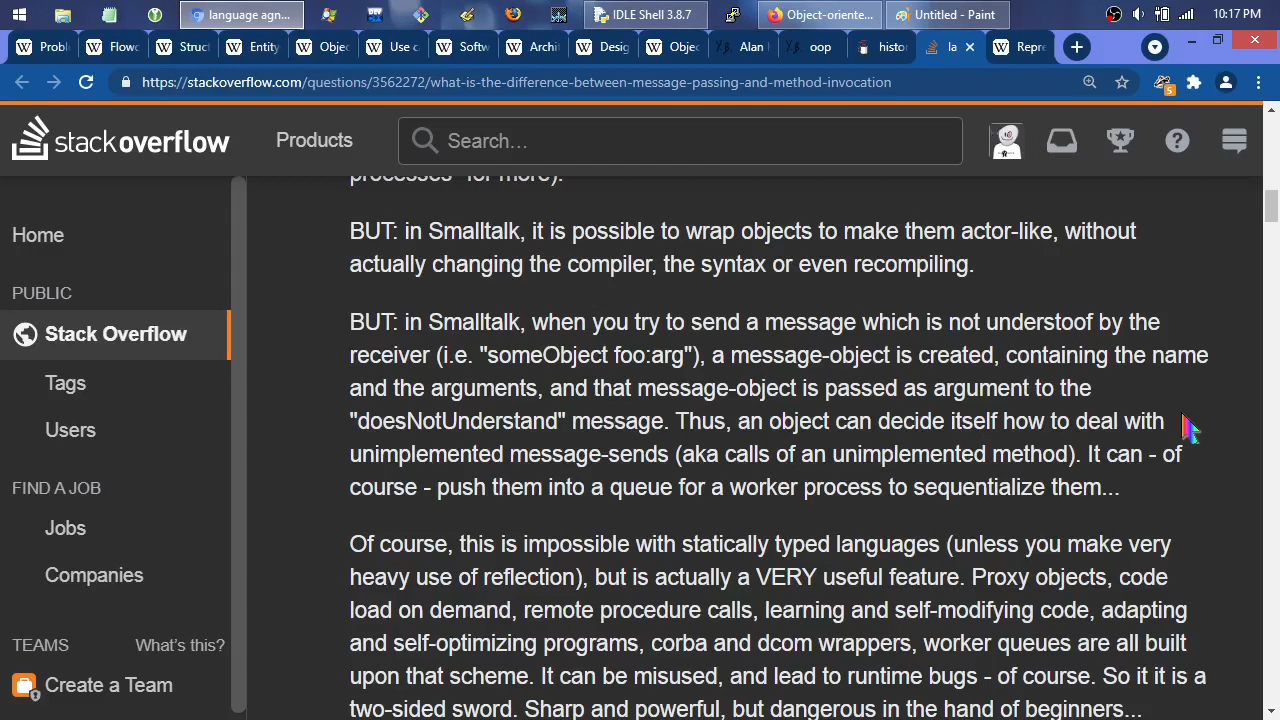 language agn...
IDLE Shell 3.8.7
Object-oriente...
Untitled - Paint
10:17 PM
Probl
Flow
Struct
Entity
Objec
Use c
Softw
Archi
Desig
Objec
Alan
oop
histor
la
Repre
https://stackoverflow.com/questions/3562272/what-is-the-difference-between-message-passing-and-method-invocation
5
stackoverflow
Products
Search...
processes" for more).
Home
PUBLIC
Stack Overflow
Tags
Users
FIND A JOB
Jobs
Companies
TEAMS
What's this?
Create a Team
BUT: in Smalltalk, it is possible to wrap objects to make them actor-like, without
actually changing the compiler, the syntax or even recompiling.
BUT: in Smalltalk, when you try to send a message which is not understoof by the
receiver (i.e. "someObject foo:arg"), a message-object is created, containing the name
and the arguments, and that message-object is passed as argument to the
"doesNotUnderstand" message. Thus, an object can decide itself how to deal with
unimplemented message-sends (aka calls of an unimplemented method). It can - of
course - push them into a queue for a worker process to sequentialize them...
Of course, this is impossible with statically typed languages (unless you make very
heavy use of reflection), but is actually a VERY useful feature. Proxy objects, code
load on demand, remote procedure calls, learning and self-modifying code, adapting
and self-optimizing programs, corba and dcom wrappers, worker queues are all built
upon that scheme. It can be misused, and lead to runtime bugs - of course. So it it is a
two-sided sword. Sharp and powerful, but dangerous in the hand of beginners...